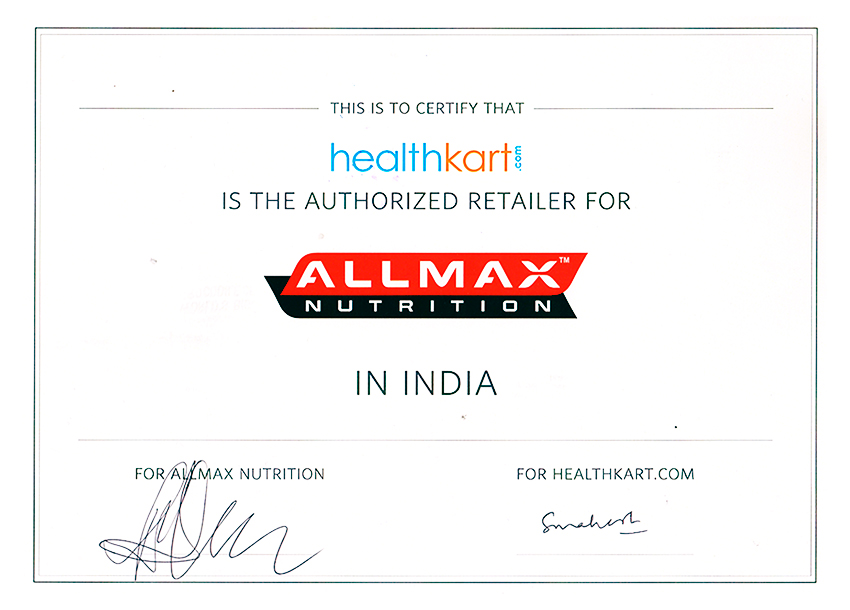 THIS IS TO CERTIFY THAT
healthkart.com
IS THE AUTHORIZED RETAILER FOR
ALLMAX™
NUTRITION
IN INDIA
FOR ALLMAX NUTRITION
FOR HEALTHKART.COM